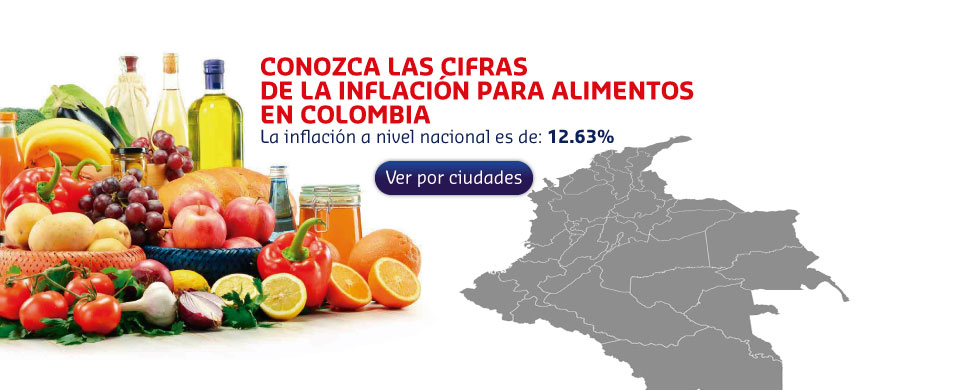 CONOZCA LAS CIFRAS
DE LA INFLACIÓN PARA ALIMENTOS
EN COLOMBIA
La inflación a nivel nacional es de: 12.63%
Ver por ciudades